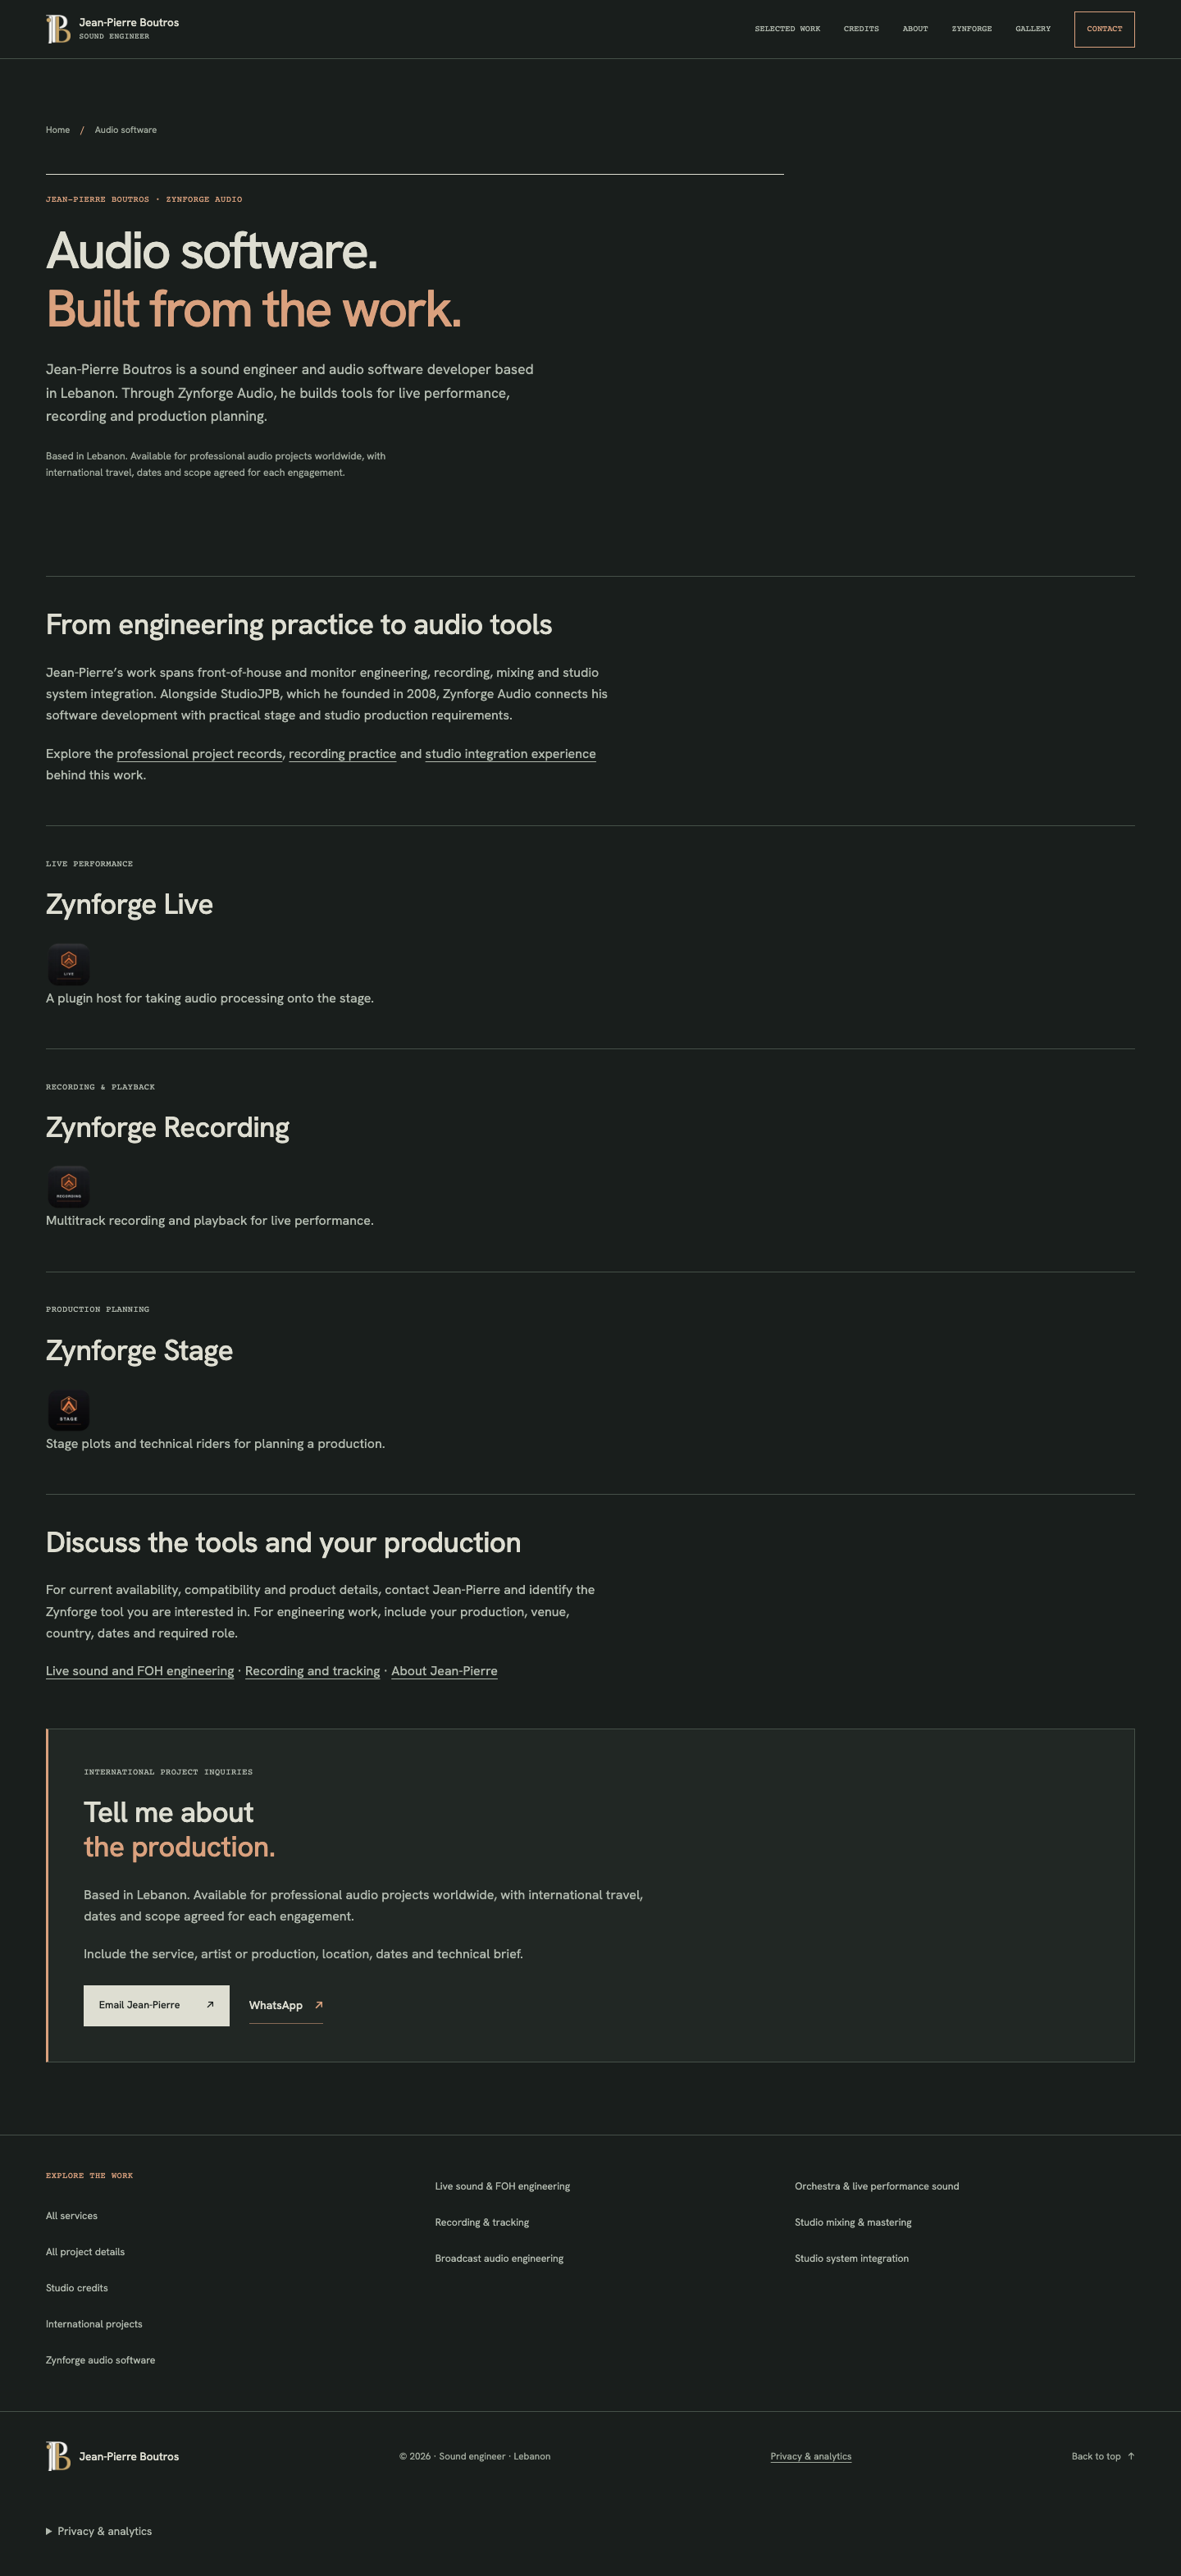 Jean-Pierre Boutros
SOUND ENGINEER
SELECTED WORK
CREDITS
ABOUT
ZYNFORGE
GALLERY
CONTACT
Home / Audio software
JEAN-PIERRE BOUTROS · ZYNFORGE AUDIO
Audio software.
Built from the work.
Jean-Pierre Boutros is a sound engineer and audio software developer based
in Lebanon. Through Zynforge Audio, he builds tools for live performance,
recording and production planning.
Based in Lebanon. Available for professional audio projects worldwide, with
international travel, dates and scope agreed for each engagement.
From engineering practice to audio tools
Jean-Pierre’s work spans front-of-house and monitor engineering, recording, mixing and studio
system integration. Alongside StudioJPB, which he founded in 2008, Zynforge Audio connects his
software development with practical stage and studio production requirements.
Explore the professional project records, recording practice and studio integration experience
behind this work.
LIVE PERFORMANCE
Zynforge Live
LIVE
A plugin host for taking audio processing onto the stage.
RECORDING & PLAYBACK
Zynforge Recording
RECORDING
Multitrack recording and playback for live performance.
PRODUCTION PLANNING
Zynforge Stage
STAGE
Stage plots and technical riders for planning a production.
Discuss the tools and your production
For current availability, compatibility and product details, contact Jean-Pierre and identify the
Zynforge tool you are interested in. For engineering work, include your production, venue,
country, dates and required role.
Live sound and FOH engineering · Recording and tracking · About Jean-Pierre
INTERNATIONAL PROJECT INQUIRIES
Tell me about
the production.
Based in Lebanon. Available for professional audio projects worldwide, with international travel,
dates and scope agreed for each engagement.
Include the service, artist or production, location, dates and technical brief.
Email Jean-Pierre ↗
WhatsApp ↗
EXPLORE THE WORK
All services
All project details
Studio credits
International projects
Zynforge audio software
Live sound & FOH engineering
Recording & tracking
Broadcast audio engineering
Orchestra & live performance sound
Studio mixing & mastering
Studio system integration
Jean-Pierre Boutros
© 2026 · Sound engineer · Lebanon
Privacy & analytics
Back to top ↑
▶ Privacy & analytics